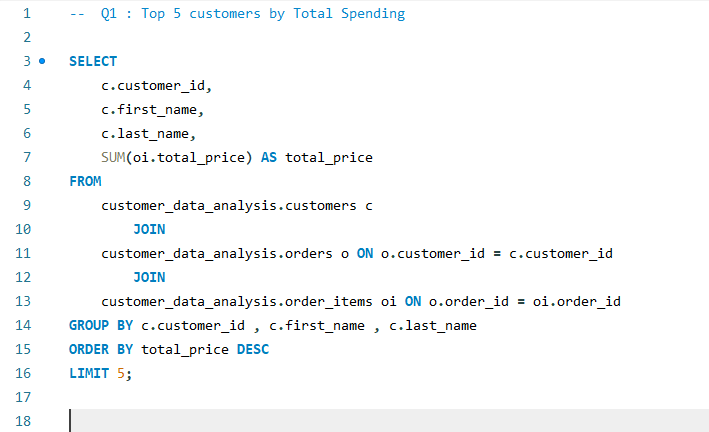 1 -- Q1 : Top 5 customers by Total Spending
2
3 SELECT
4 c.customer_id,
5 c.first_name,
6 c.last_name,
7 SUM(oi.total_price) AS total_price
8 FROM
9 customer_data_analysis.customers c
10 JOIN
11 customer_data_analysis.orders o ON o.customer_id = c.customer_id
12 JOIN
13 customer_data_analysis.order_items oi ON o.order_id = oi.order_id
14 GROUP BY c.customer_id , c.first_name , c.last_name
15 ORDER BY total_price DESC
16 LIMIT 5;
17
18